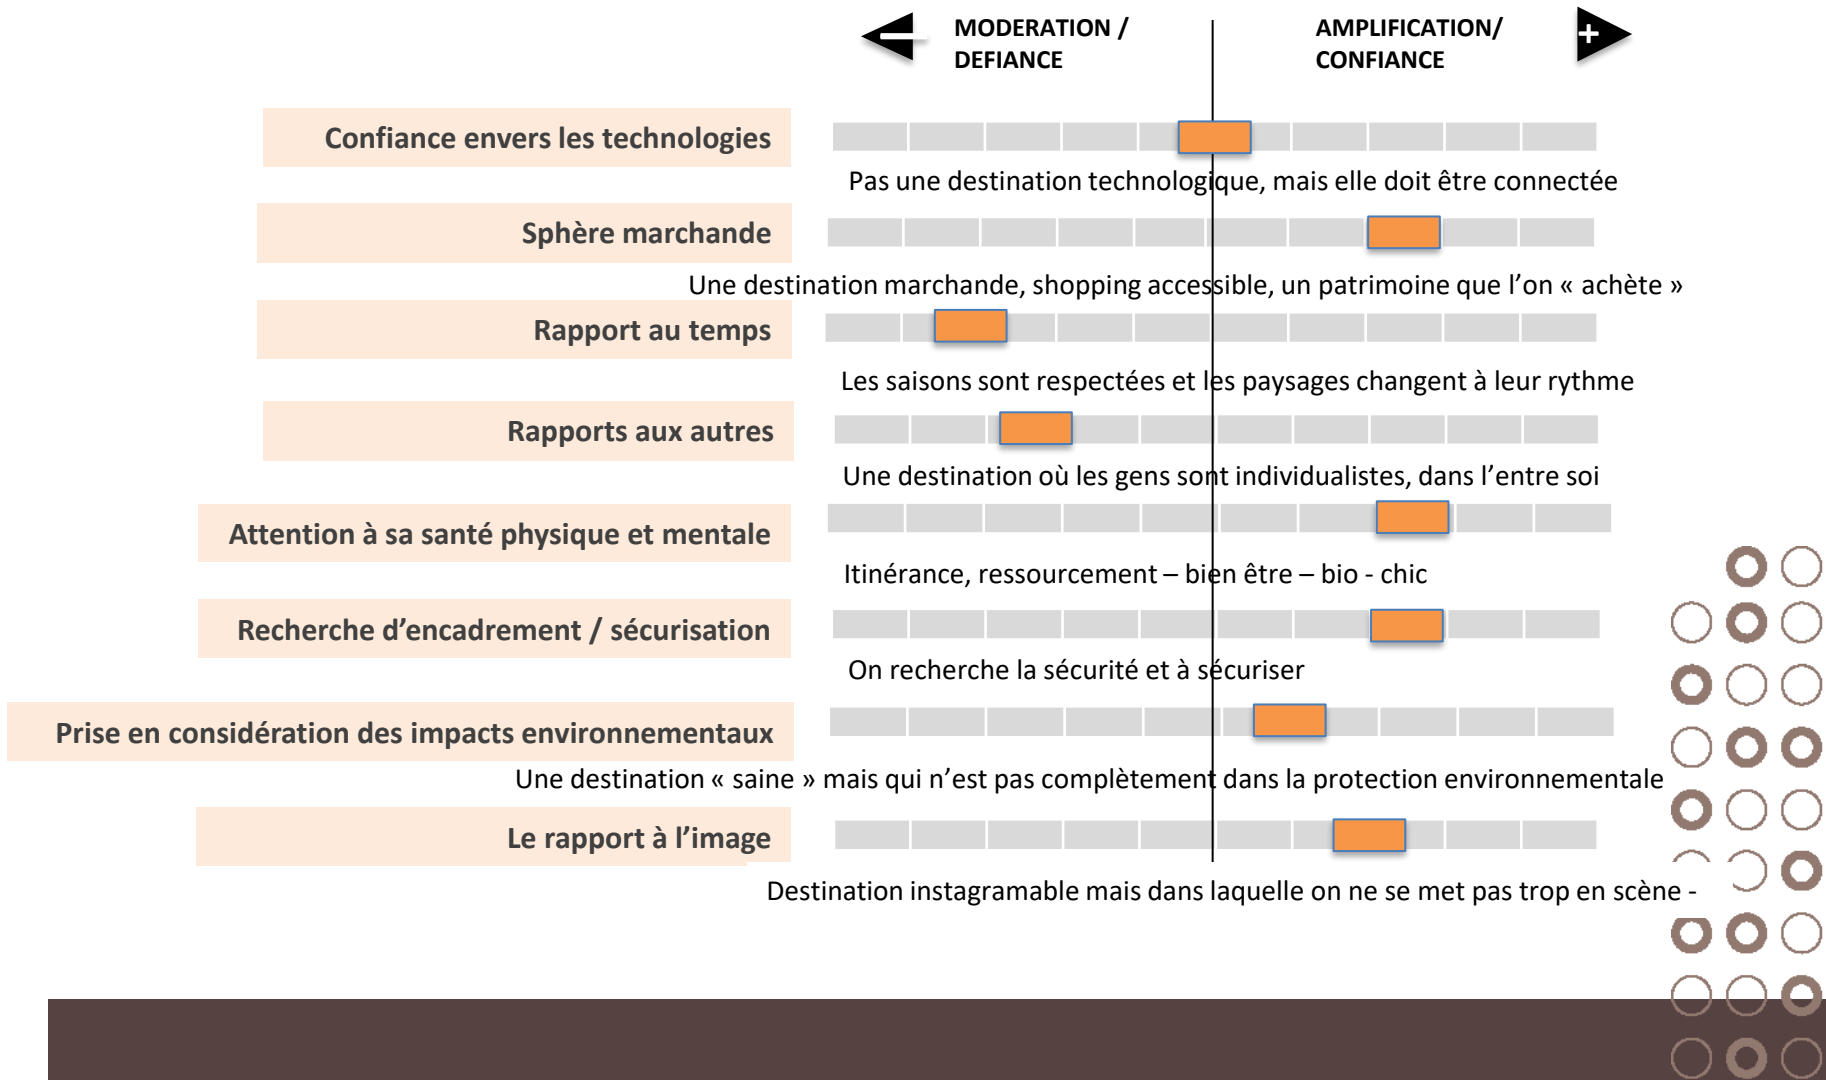 MODERATION /
DEFIANCE
AMPLIFICATION/
CONFIANCE
+
Confiance envers les technologies
Pas une destination technologique, mais elle doit être connectée
Sphère marchande
Une destination marchande, shopping accessible, un patrimoine que l’on « achète »
Rapport au temps
Les saisons sont respectées et les paysages changent à leur rythme
Rapports aux autres
Une destination où les gens sont individualistes, dans l’entre soi
Attention à sa santé physique et mentale
Itinérance, ressourcement – bien être – bio - chic
Recherche d’encadrement / sécurisation
On recherche la sécurité et à sécuriser
Prise en considération des impacts environnementaux
Une destination « saine » mais qui n’est pas complètement dans la protection environnementale
Le rapport à l’image
Destination instagramable mais dans laquelle on ne se met pas trop en scène -